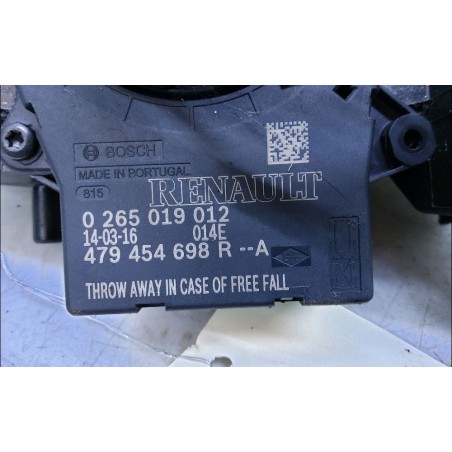 BOSCH
MADE IN PORTUGAL
815
RENAULT
0 265 019 012
14-03-16 014E
479 454 698 R --A
THROW AWAY IN CASE OF FREE FALL